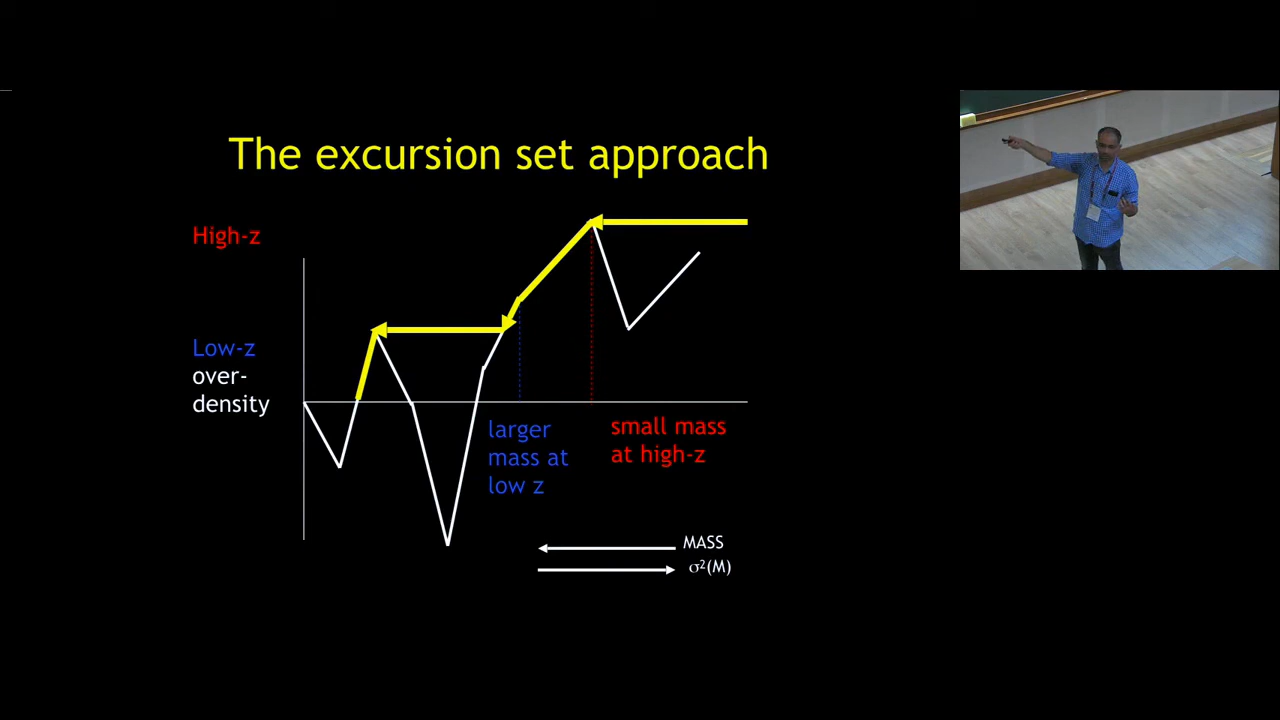 The excursion set approach
High-z
Low-z
over-
density
larger
mass at
low z
small mass
at high-z
MASS
σ²(M)